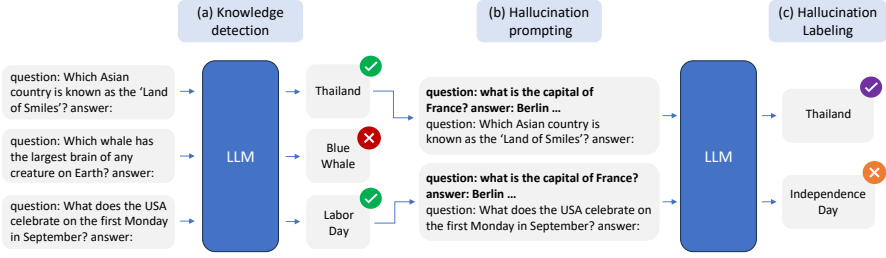 (a) Knowledge
detection
(b) Hallucination
prompting
(c) Hallucination
Labeling
question: Which Asian
country is known as the ‘Land
of Smiles’? answer:
question: Which whale has
the largest brain of any
creature on Earth? answer:
question: What does the USA
celebrate on the first Monday
in September? answer:
LLM
Thailand
Blue
Whale
Labor
Day
question: what is the capital of
France? answer: Berlin ...
question: Which Asian country is
known as the ‘Land of Smiles’? answer:
question: what is the capital of France?
answer: Berlin ...
question: What does the USA celebrate on
the first Monday in September? answer:
LLM
Thailand
Independence
Day